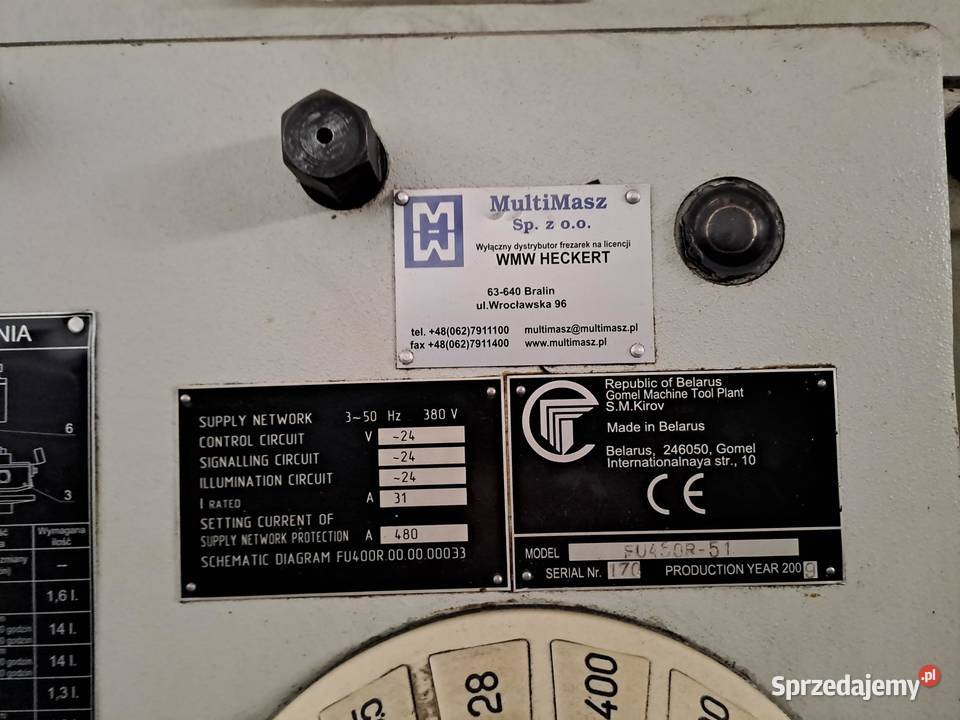 MultiMasz
Sp. z o.o.
Wyłączny dystrybutor frezarek na licencji
WMW HECKERT
63-640 Bralin
ul.Wrocławska 96
tel. +48(062)7911100 multimasz@multimasz.pl
fax +48(062)7911400 www.multimasz.pl
NIA
6
3
Wymagana
ilość
--
1,6 l.
14 l.
14 l.
1,3 l.
SUPPLY NETWORK 3~50 Hz 380 V
CONTROL CIRCUIT V ~24
SIGNALLING CIRCUIT ~24
ILLUMINATION CIRCUIT ~24
I RATED A 31
SETTING CURRENT OF
SUPPLY NETWORK PROTECTION A 480
SCHEMATIC DIAGRAM FU400R.00.00.00033
Republic of Belarus
Gomel Machine Tool Plant
S.M.Kirov
Made in Belarus
Belarus, 246050, Gomel
Internationalnaya str., 10
CE
MODEL FU450R-51
SERIAL Nr. 170 PRODUCTION YEAR 2009
28
400
Sprzedajemy.pl